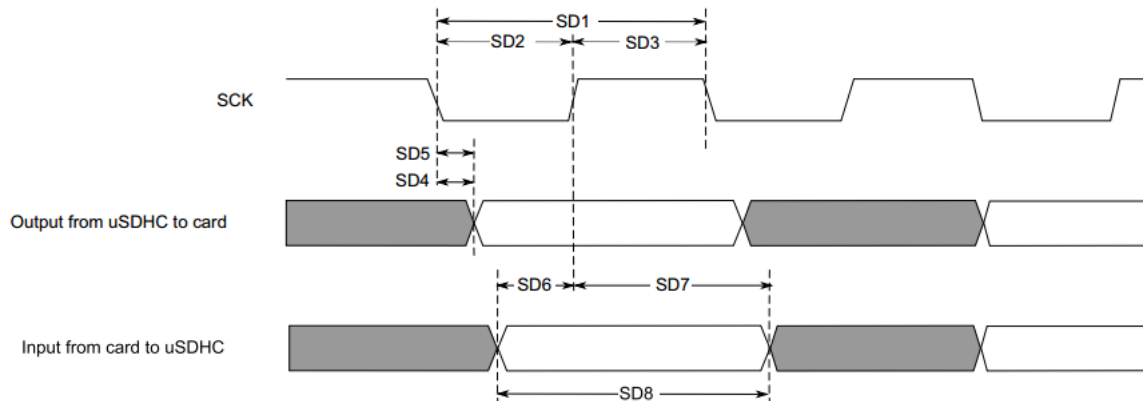 SD1
SD2 SD3
SCK
SD5
SD4
Output from uSDHC to card
SD6 SD7
Input from card to uSDHC
SD8